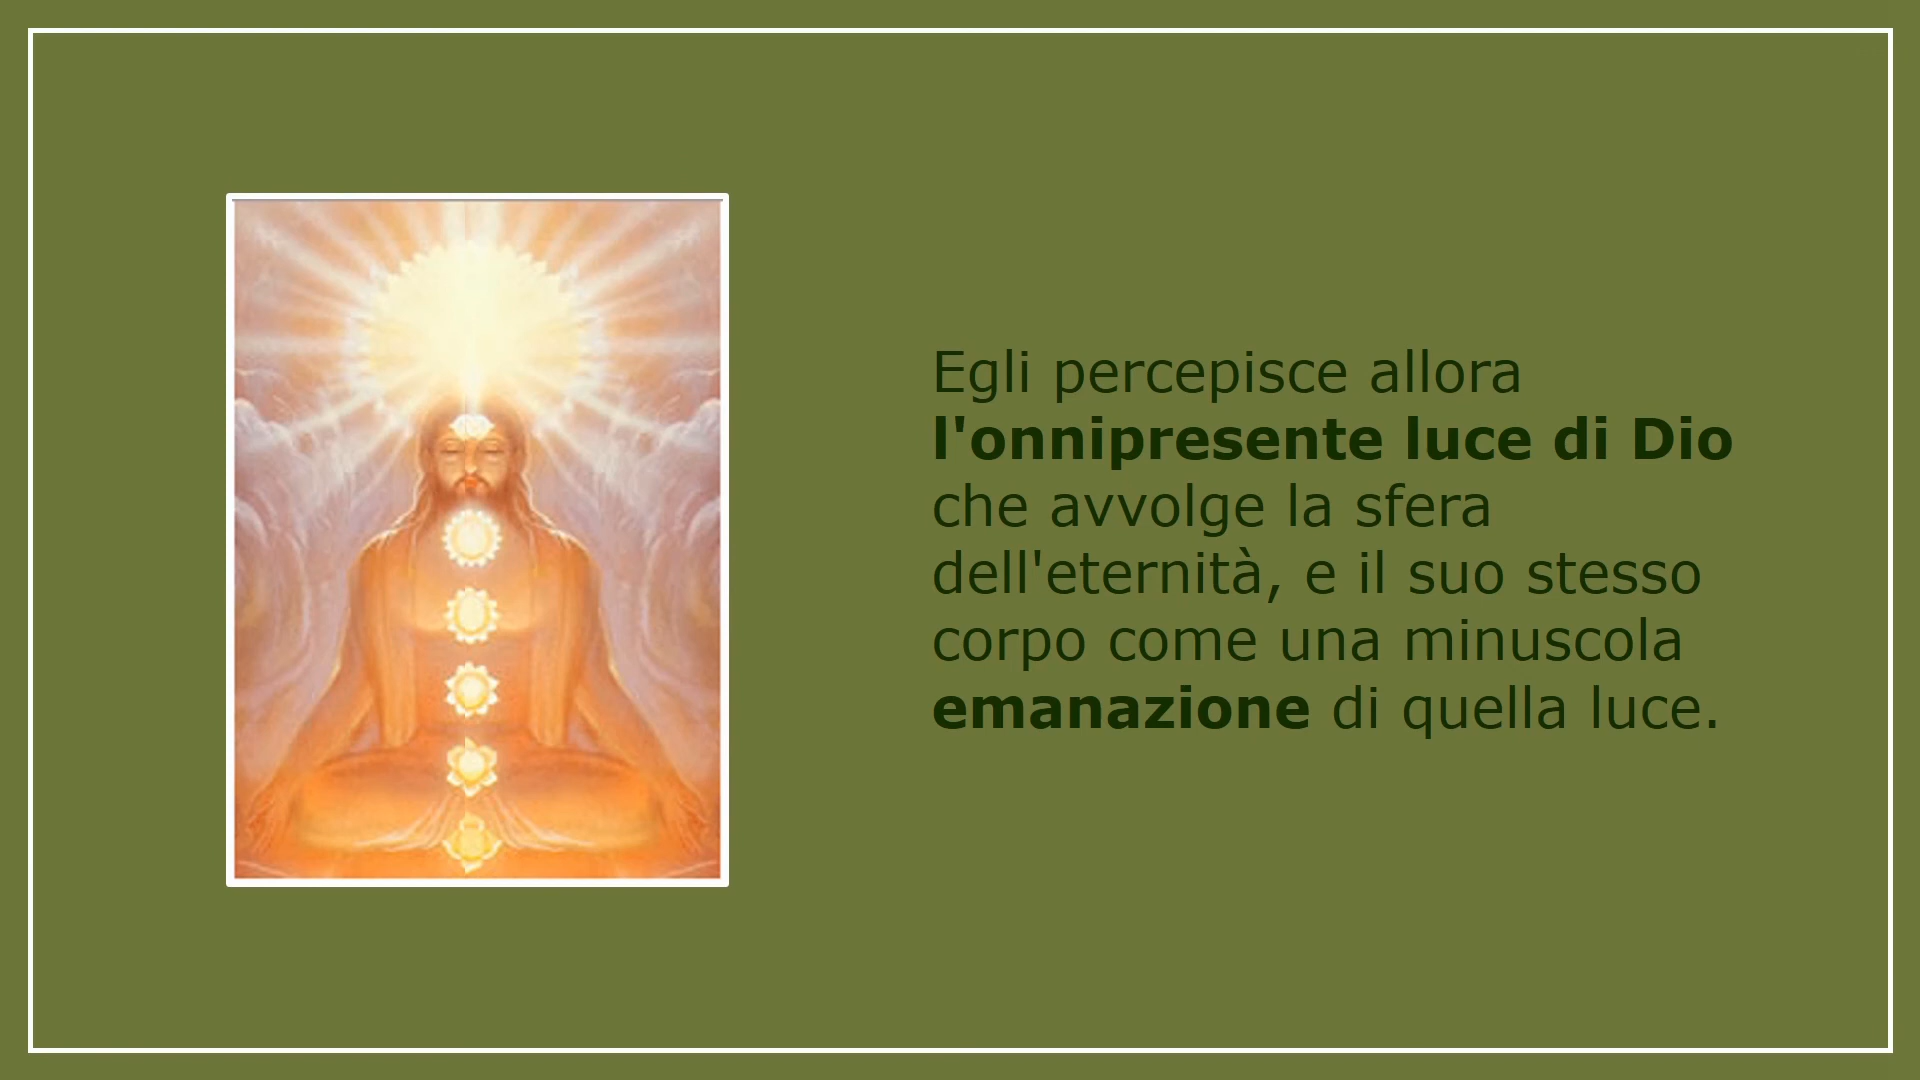 Egli percepisce allora
l'onnipresente luce di Dio
che avvolge la sfera
dell'eternità, e il suo stesso
corpo come una minuscola
emanazione di quella luce.